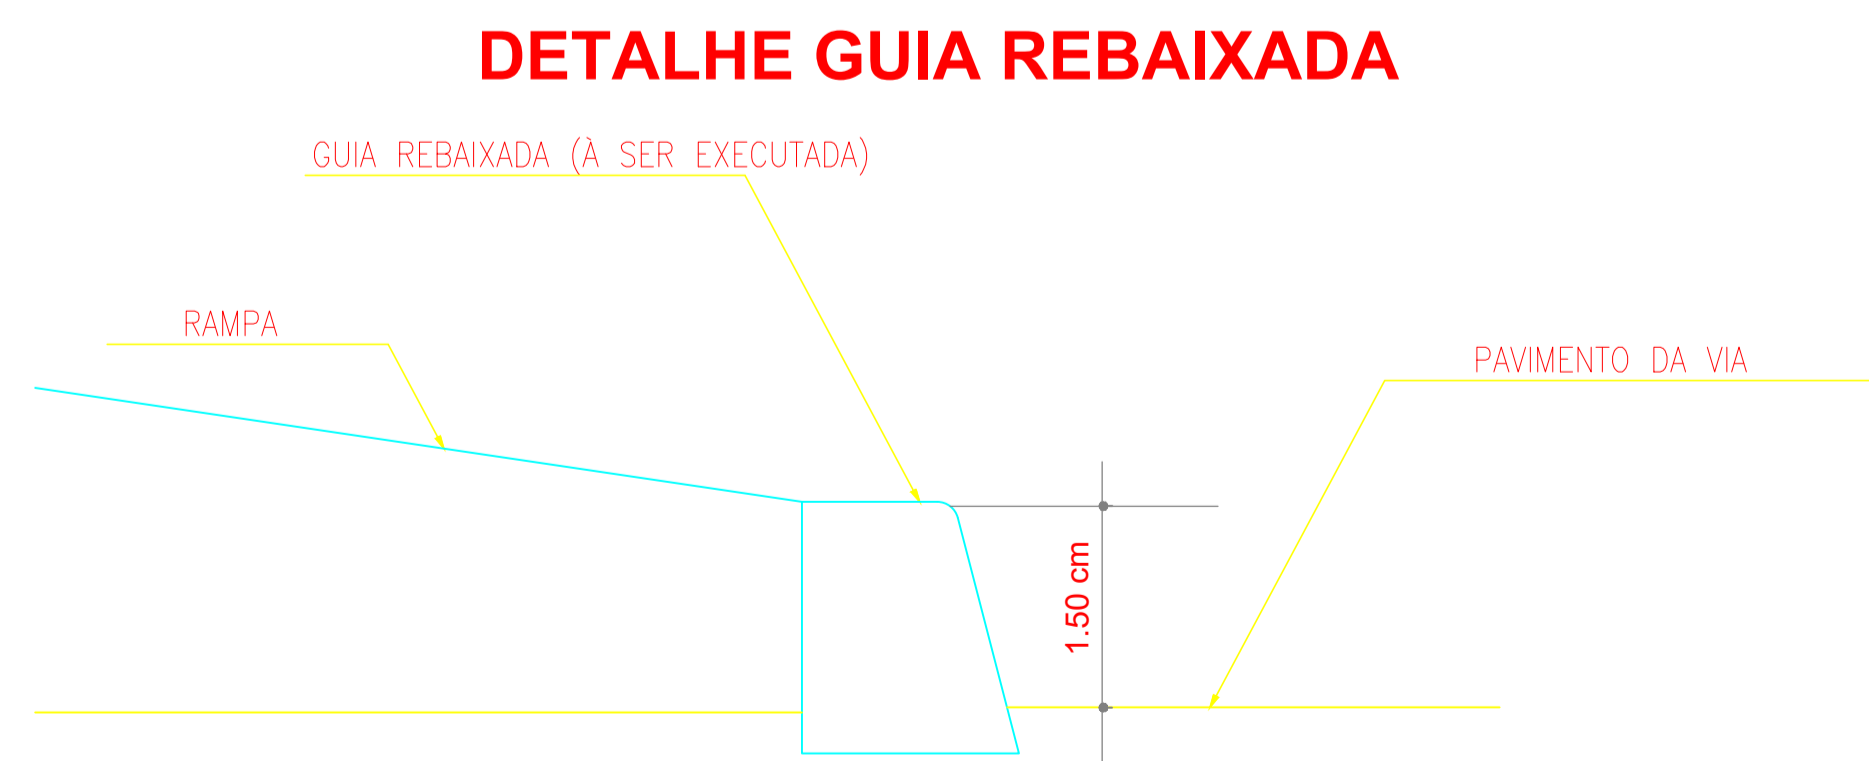 DETALHE GUIA REBAIXADA
GUIA REBAIXADA (À SER EXECUTADA)
RAMPA
PAVIMENTO DA VIA
1.50 cm